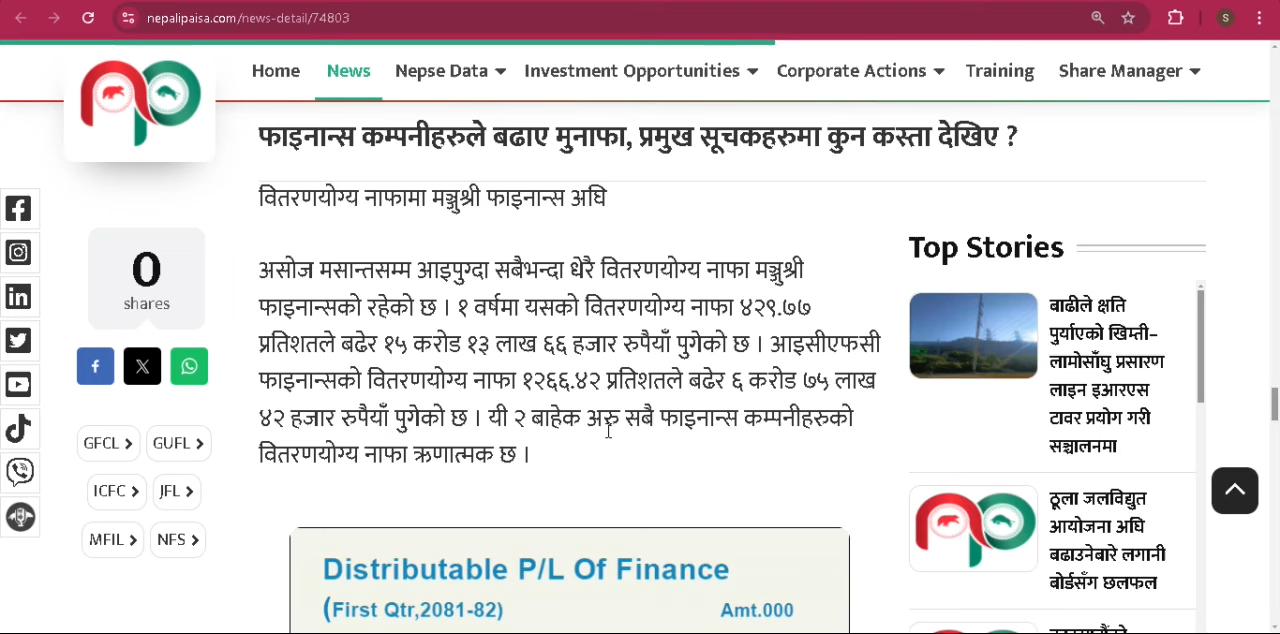 nepalipaisa.com/news-detail/74803
S
Home
News
Nepse Data
Investment Opportunities
Corporate Actions
Training
Share Manager
फाइनान्स कम्पनीहरुले बढाए मुनाफा, प्रमुख सूचकहरुमा कुन कस्ता देखिए ?
वितरणयोग्य नाफामा मञ्जुश्री फाइनान्स अघि
असोज मसान्तसम्म आइपुग्दा सबैभन्दा धेरै वितरणयोग्य नाफा मञ्जुश्री
फाइनान्सको रहेको छ । १ वर्षमा यसको वितरणयोग्य नाफा ४२९.७७
प्रतिशतले बढेर १५ करोड १३ लाख ६६ हजार रुपैयाँ पुगेको छ । आइसीएफसी
फाइनान्सको वितरणयोग्य नाफा १२६६.४२ प्रतिशतले बढेर ६ करोड ७५ लाख
४२ हजार रुपैयाँ पुगेको छ । यी २ बाहेक अरु सबै फाइनान्स कम्पनीहरुको
वितरणयोग्य नाफा ऋणात्मक छ ।
0
shares
GFCL
GUFL
ICFC
JFL
MFIL
NFS
Distributable P/L Of Finance
(First Qtr,2081-82)
Amt.000
Top Stories
बाढीले क्षति
पुर्याएको खिम्ती-
लामोसाँघु प्रसारण
लाइन इआरएस
टावर प्रयोग गरी
सञ्चालनमा
ठूला जलविद्युत
आयोजना अघि
बढाउनेबारे लगानी
बोर्डसँग छलफल